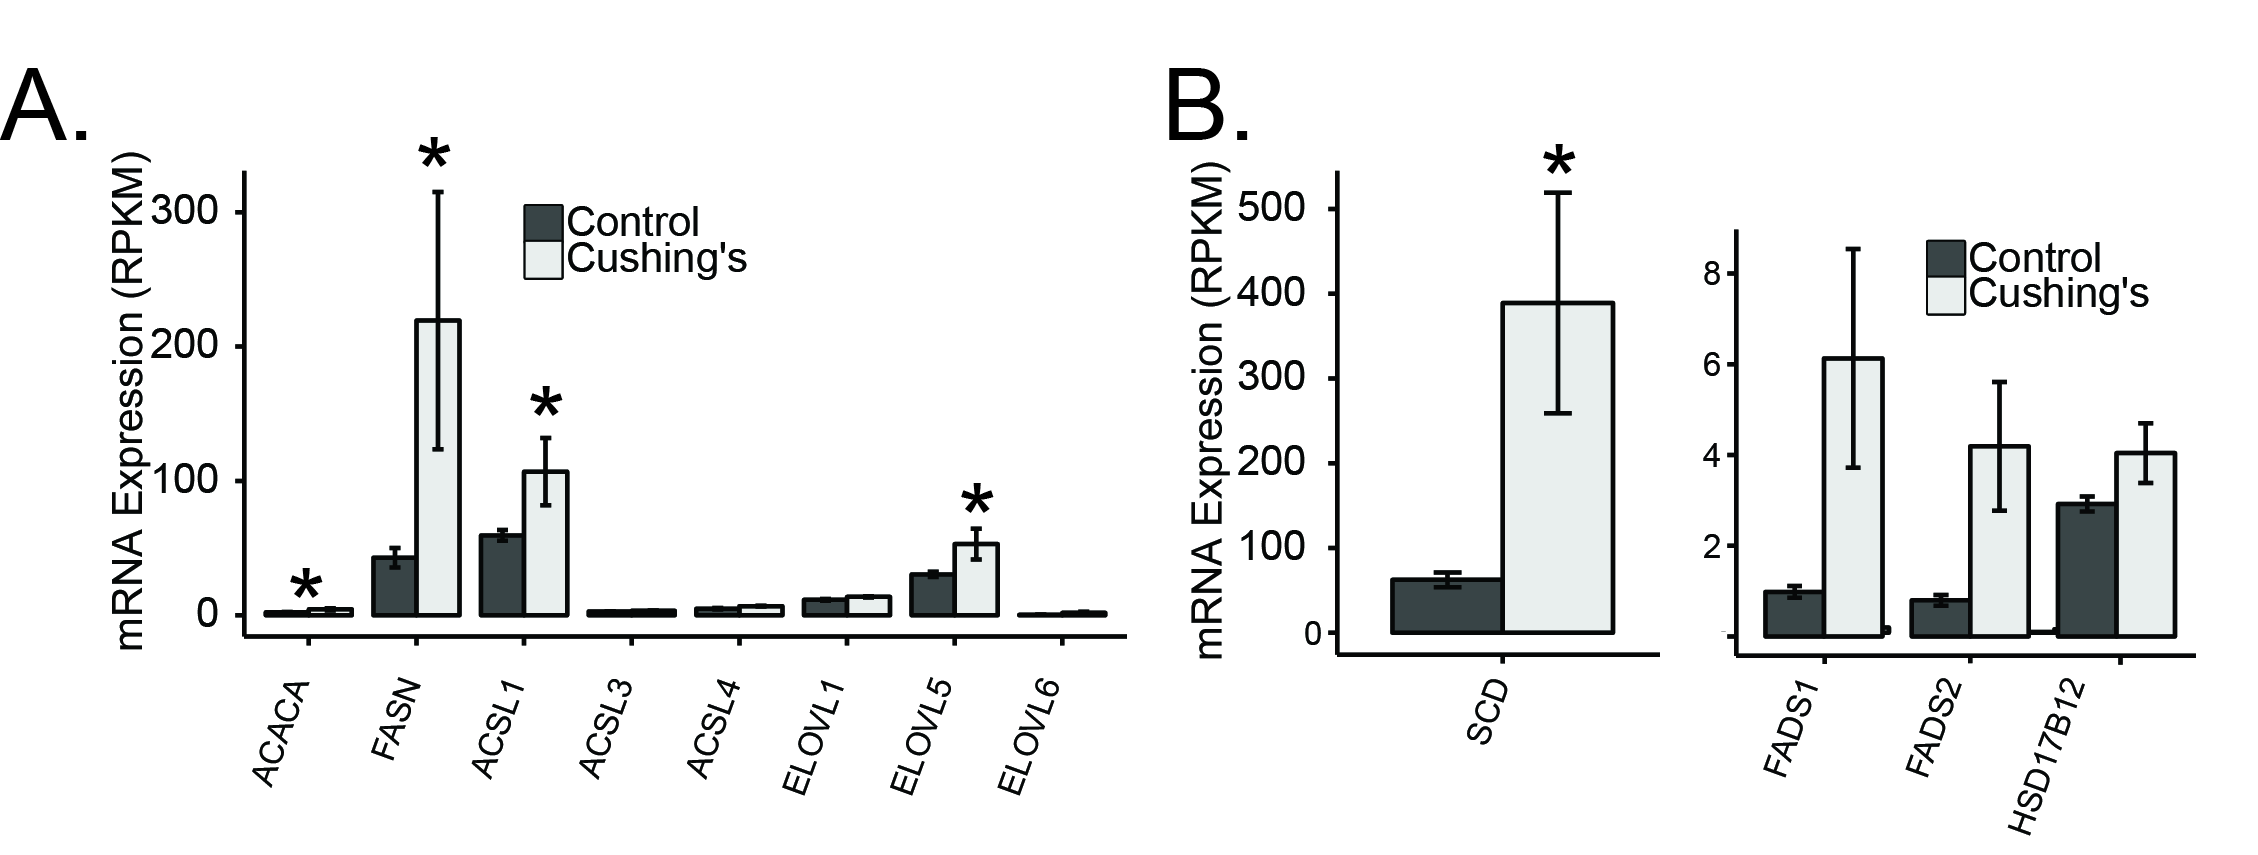 A.
mRNA Expression (RPKM)
300
200
100
0
*
*
*
*
Control
Cushing's
ACACA
FASN
ACSL1
ACSL3
ACSL4
ELOVL1
ELOVL5
ELOVL6
B.
mRNA Expression (RPKM)
500
400
300
200
100
0
*
SCD
8
6
4
2
Control
Cushing's
FADS1
FADS2
HSD17B12